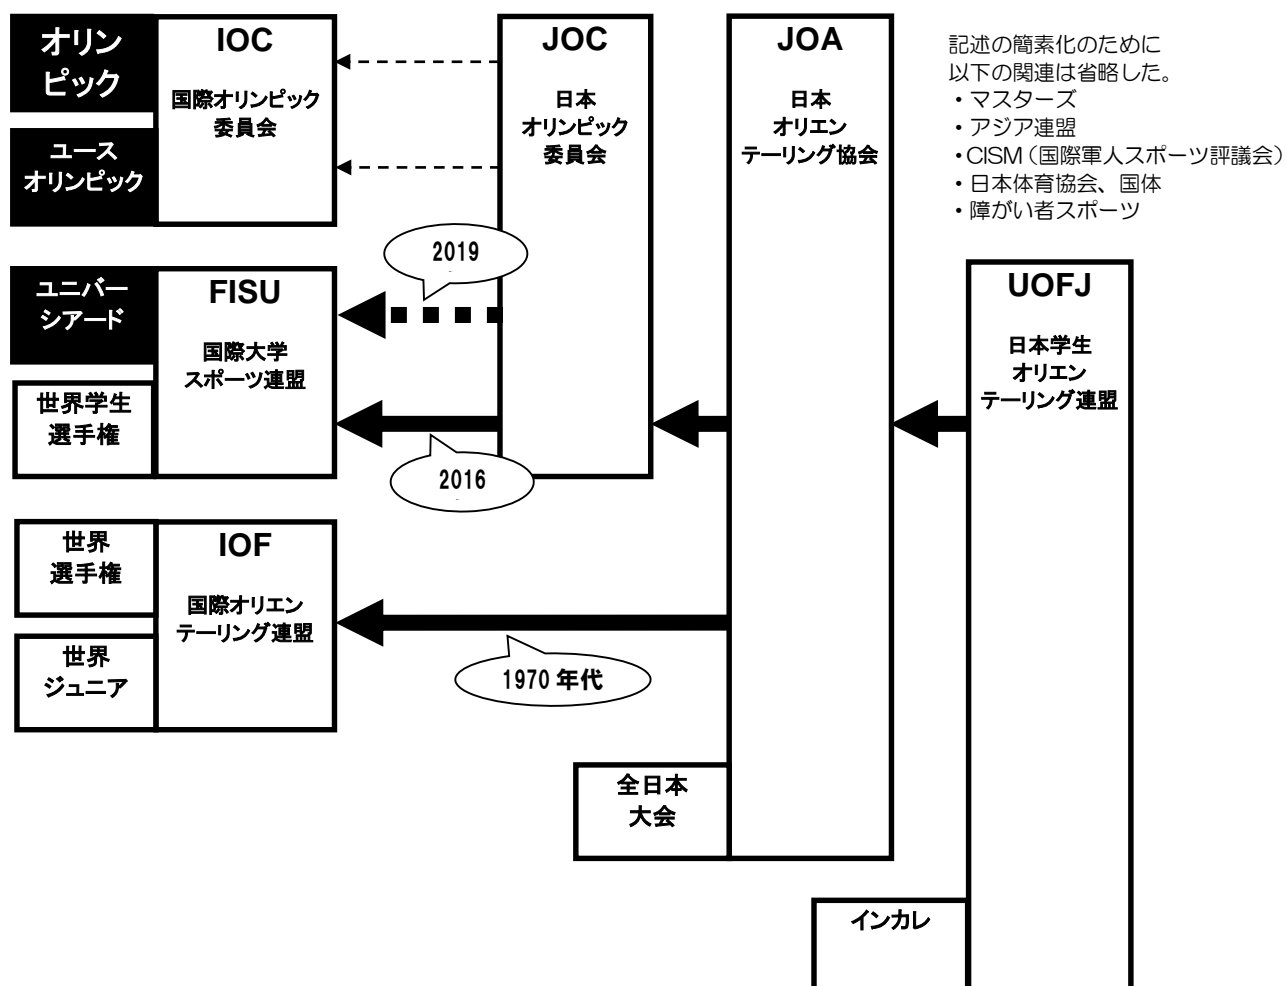 オリン
ピック
IOC
国際オリンピック
委員会
ユース
オリンピック
JOC
日本
オリンピック
委員会
JOA
日本
オリエン
テーリング協会
記述の簡素化のために
以下の関連は省略した。
・マスターズ
・アジア連盟
・CISM（国際軍人スポーツ評議会）
・日本体育協会、国体
・障がい者スポーツ
2019
ユニバー
シアード
FISU
国際大学
スポーツ連盟
世界学生
選手権
2016
UOFJ
日本学生
オリエン
テーリング連盟
世界
選手権
IOF
国際オリエン
テーリング連盟
世界
ジュニア
1970 年代
全日本
大会
インカレ